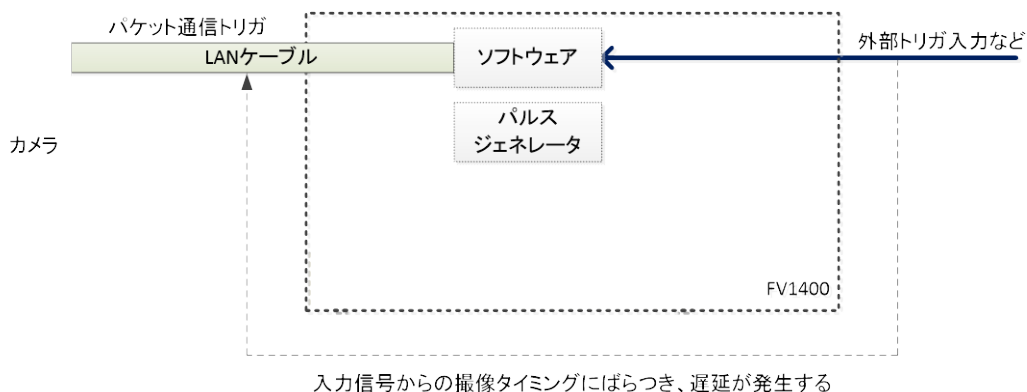 パケット通信トリガ
LANケーブル
ソフトウェア
外部トリガ入力など
パルス
ジェネレータ
カメラ
FV1400
入力信号からの撮像タイミングにばらつき、遅延が発生する